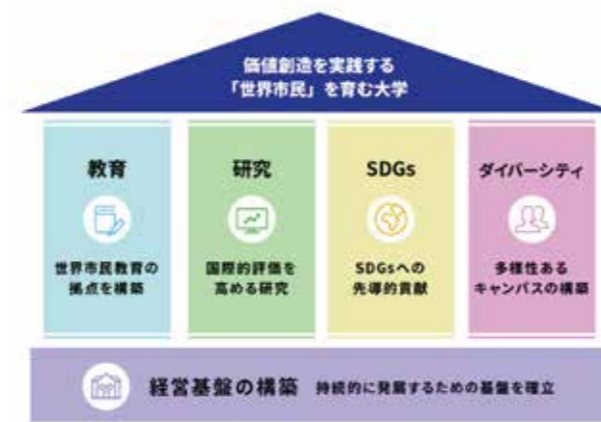 価値創造を実践する
「世界市民」を育む大学
教育
世界市民教育の
拠点を構築
研究
国際的評価を
高める研究
SDGs
SDGsへの
先導的貢献
ダイバーシティ
多様性ある
キャンパスの構築
経営基盤の構築 持続的に発展するための基盤を確立